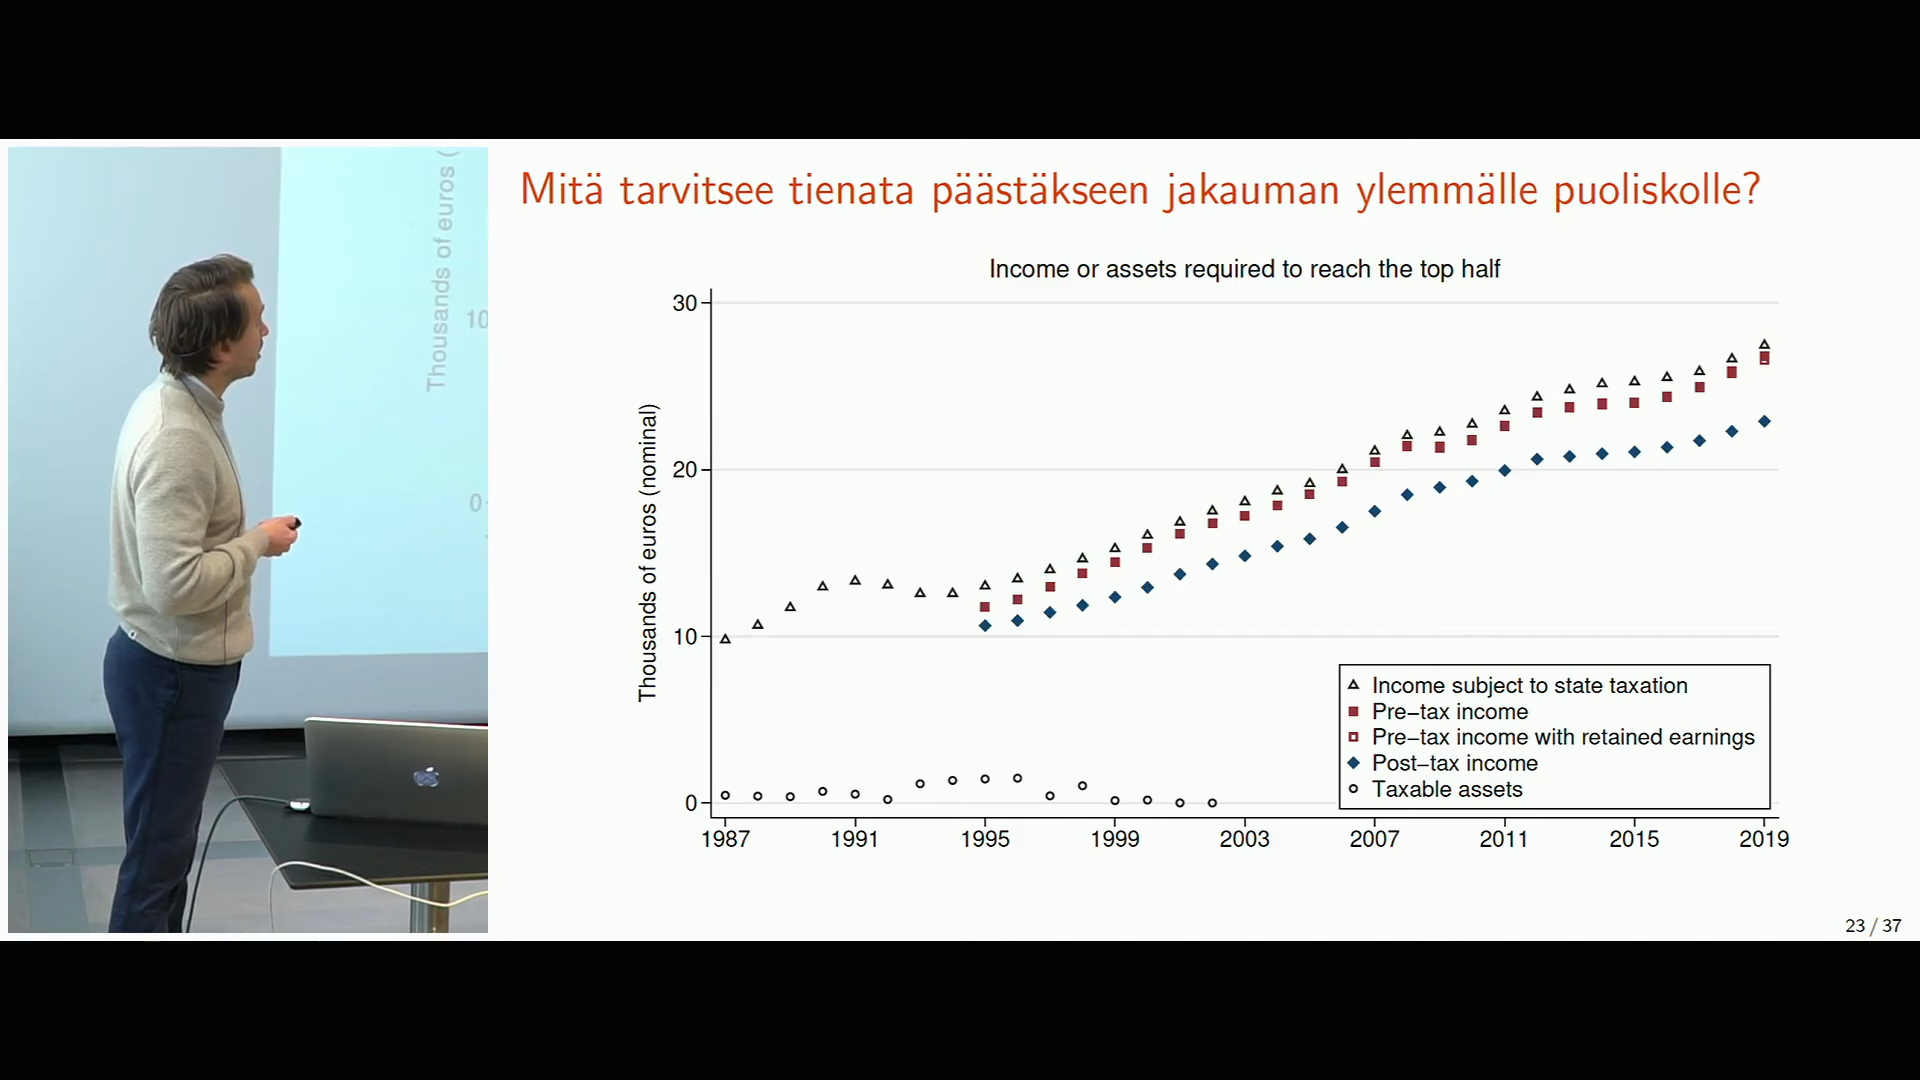 Thousands of euros (
10
0
Mitä tarvitsee tienata päästäkseen jakauman ylemmälle puoliskolle?
Income or assets required to reach the top half
Thousands of euros (nominal)
30
20
10
0
1987 1991 1995 1999 2003 2007 2011 2015 2019
Income subject to state taxation
Pre–tax income
Pre–tax income with retained earnings
Post–tax income
Taxable assets
23 / 37